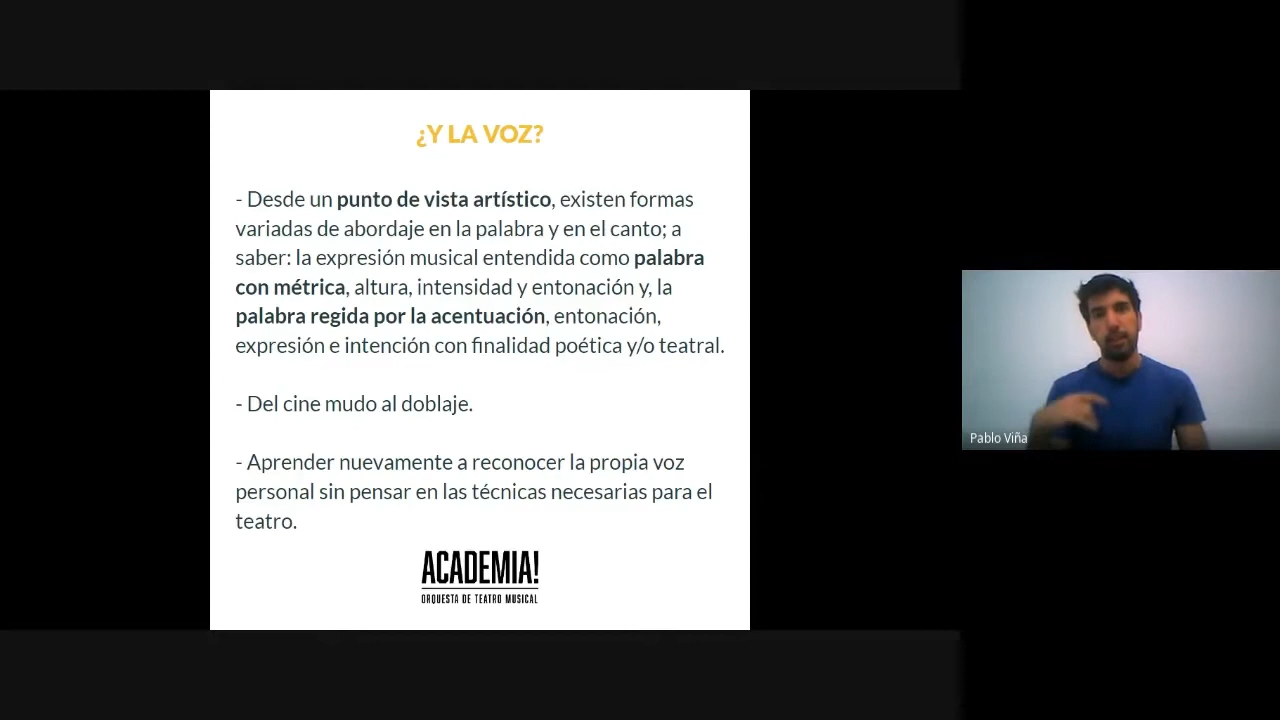 ¿Y LA VOZ?
- Desde un punto de vista artístico, existen formas
variadas de abordaje en la palabra y en el canto; a
saber: la expresión musical entendida como palabra
con métrica, altura, intensidad y entonación y, la
palabra regida por la acentuación, entonación,
expresión e intención con finalidad poética y/o teatral.
- Del cine mudo al doblaje.
- Aprender nuevamente a reconocer la propia voz
personal sin pensar en las técnicas necesarias para el
teatro.
ACADEMIA!
ORQUESTA DE TEATRO MUSICAL
Pablo Viña